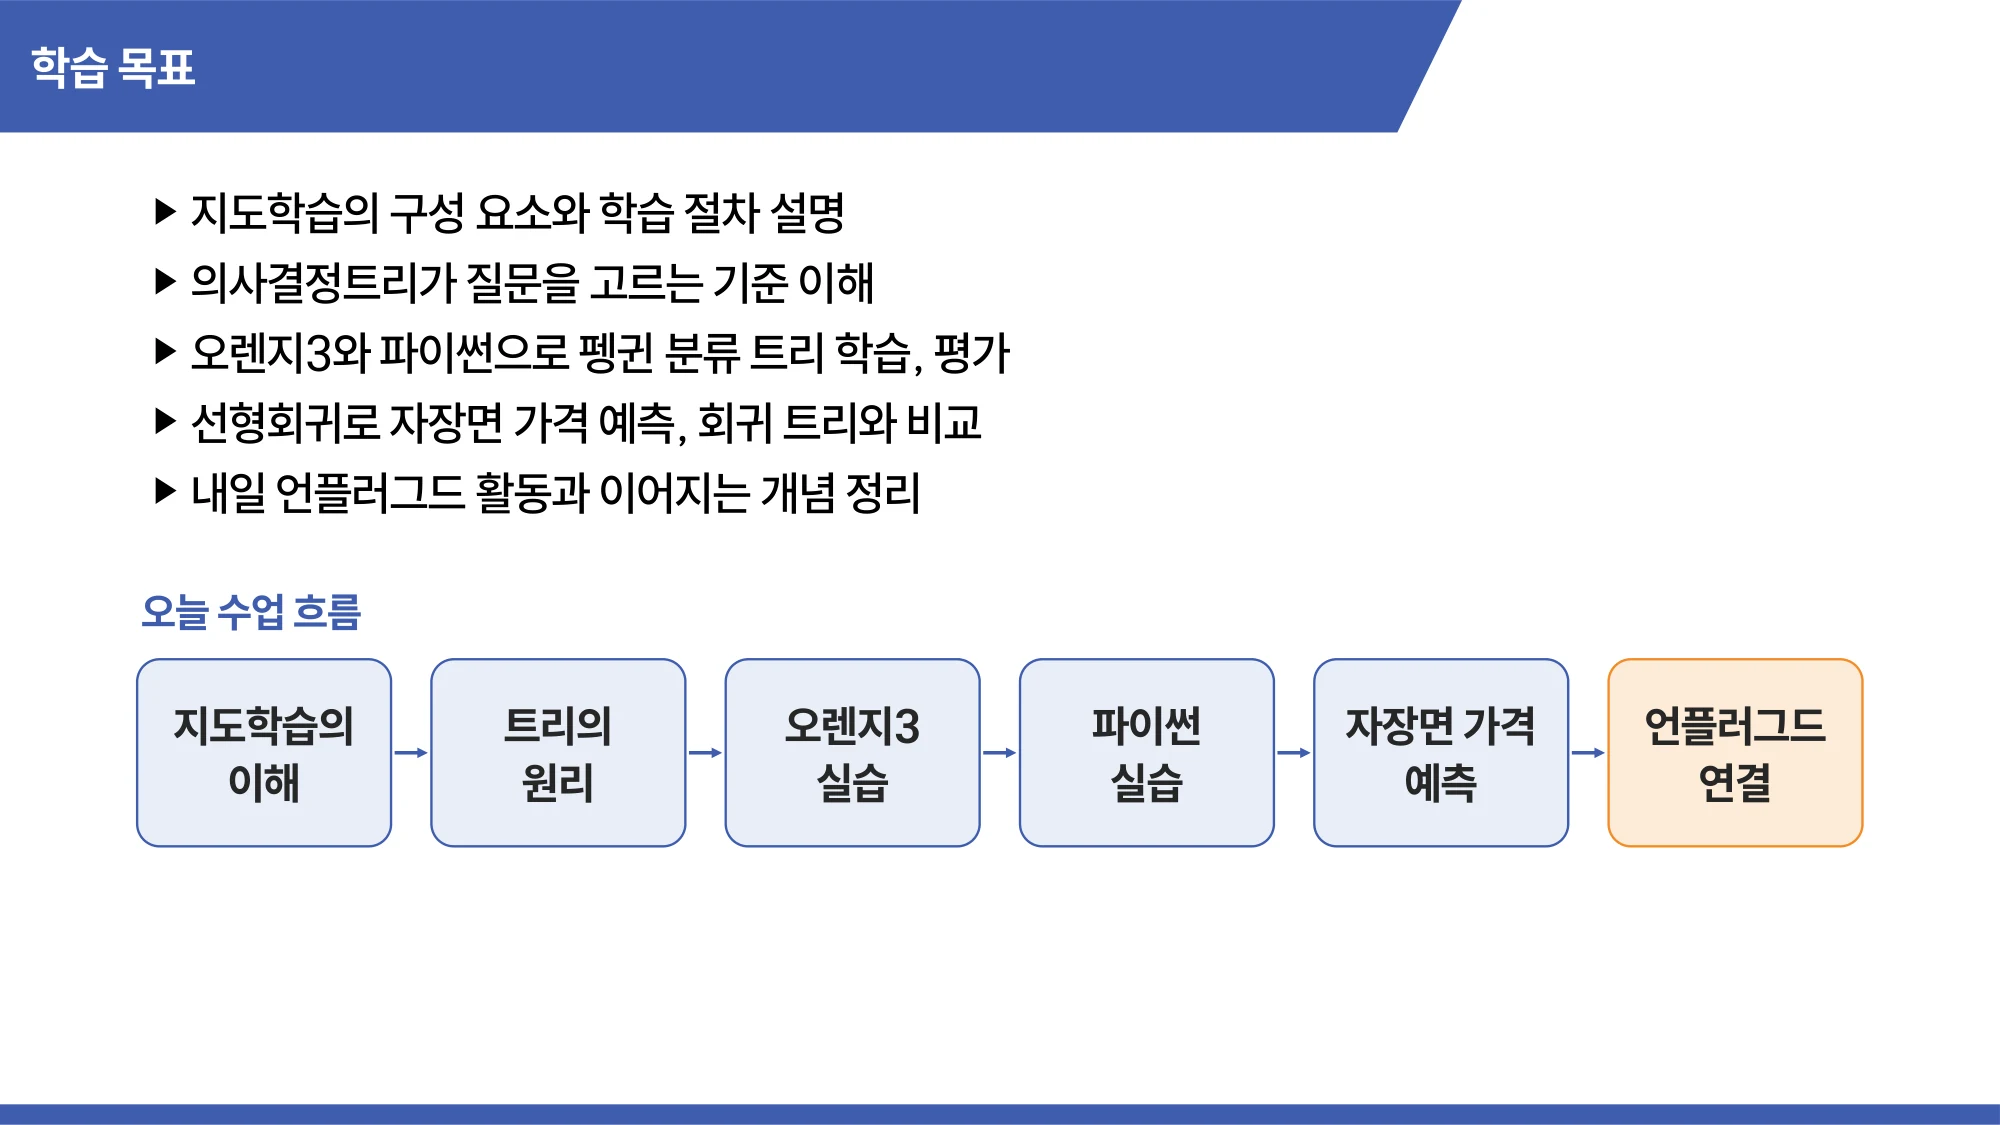 학습 목표
▶ 지도학습의 구성 요소와 학습 절차 설명
▶ 의사결정트리가 질문을 고르는 기준 이해
▶ 오렌지3와 파이썬으로 펭귄 분류 트리 학습, 평가
▶ 선형회귀로 자장면 가격 예측, 회귀 트리와 비교
▶ 내일 언플러그드 활동과 이어지는 개념 정리
오늘 수업 흐름
지도학습의
이해
트리의
원리
오렌지3
실습
파이썬
실습
자장면 가격
예측
언플러그드
연결